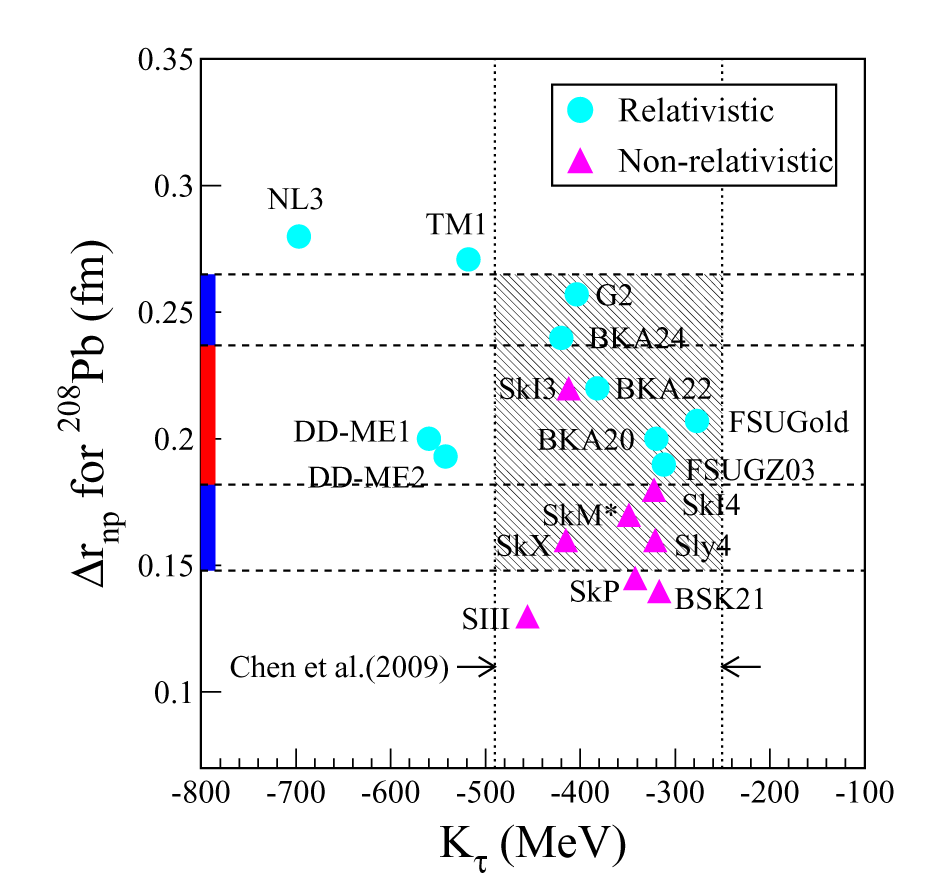 0.35
Relativistic
Non-relativistic
0.3
NL3
TM1
G2
0.25
BKA24
SkI3
BKA22
FSUGold
DD-ME1
BKA20
0.2
DD-ME2
FSUGZ03
SkI4
SkM*
SkX
Sly4
0.15
SkP
BSK21
SIII
Chen et al.(2009)
0.1
-800 -700 -600 -500 -400 -300 -200 -100
Kτ (MeV)
Δrnp for 208Pb (fm)